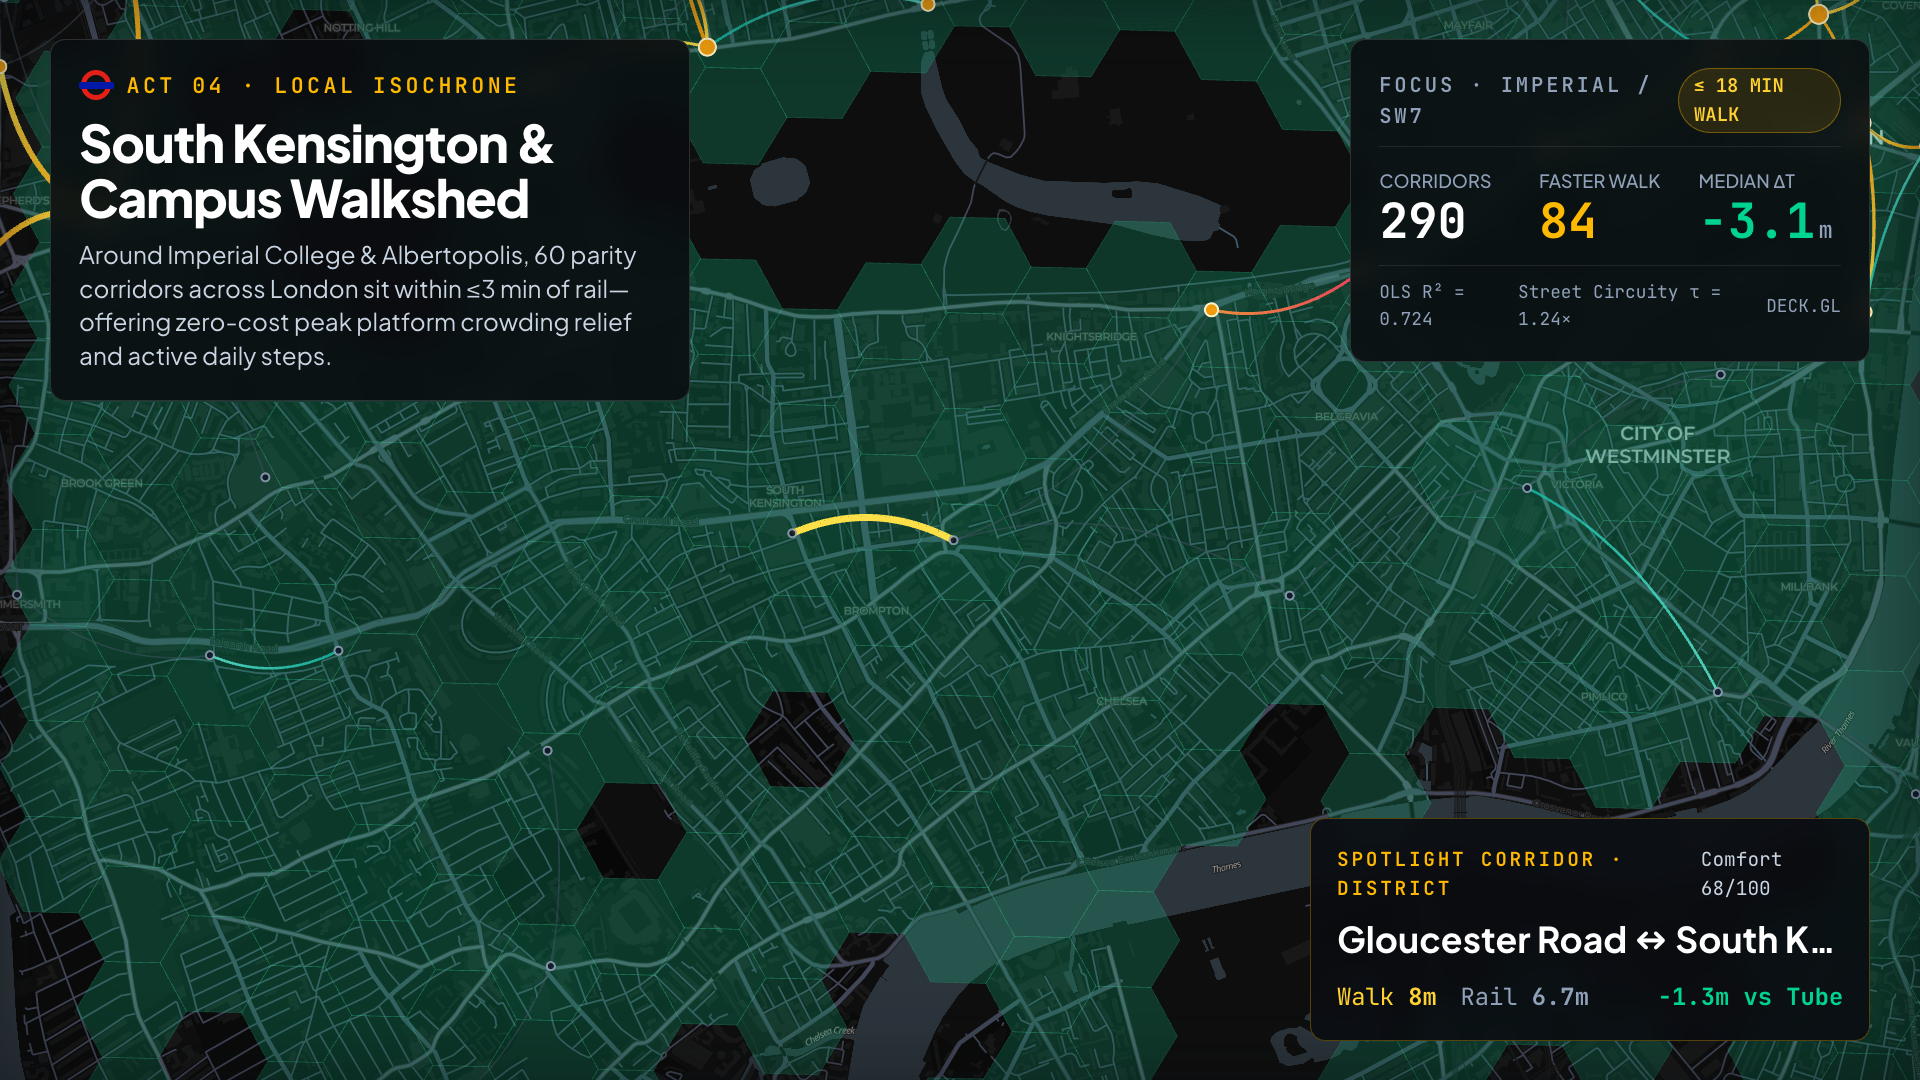 ACT 04 · LOCAL ISOCHRONE
South Kensington &
Campus Walkshed
Around Imperial College & Albertopolis, 60 parity
corridors across London sit within ≤3 min of rail—
offering zero-cost peak platform crowding relief
and active daily steps.
FOCUS · IMPERIAL /
SW7
≤ 18 MIN
WALK
CORRIDORS
FASTER WALK
MEDIAN ΔT
290
84
-3.1m
OLS R² =
0.724
Street Circuity τ =
1.24×
DECK.GL
NOTTING HILL
MAYFAIR
KNIGHTSBRIDGE
BELGRAVIA
CITY OF
WESTMINSTER
VICTORIA
BROOK GREEN
SOUTH
KENSINGTON
BROMPTON
MILLBANK
CHELSEA
PIMLICO
River Thames
Thames
Chelsea Creek
SPOTLIGHT CORRIDOR ·
DISTRICT
Comfort
68/100
Gloucester Road ↔ South K…
Walk 8m Rail 6.7m
-1.3m vs Tube